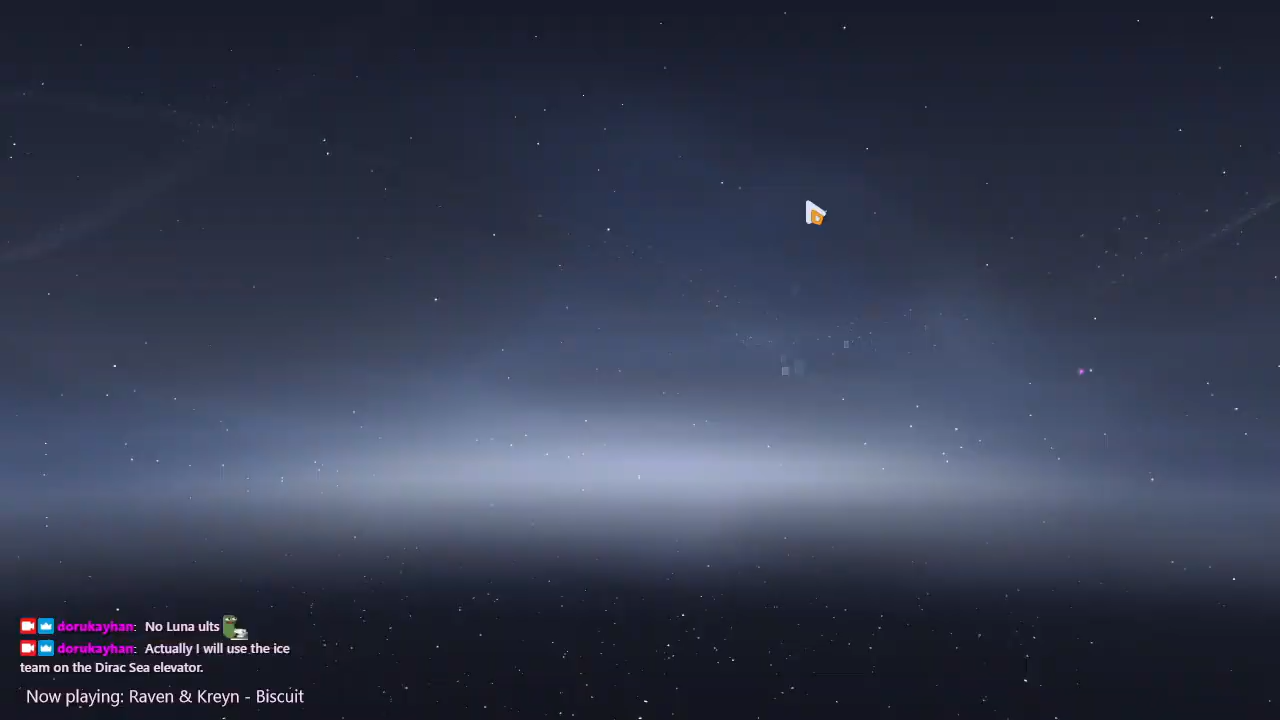 dorukayhan: No Luna ults
dorukayhan: Actually I will use the ice
team on the Dirac Sea elevator.
Now playing: Raven & Kreyn - Biscuit